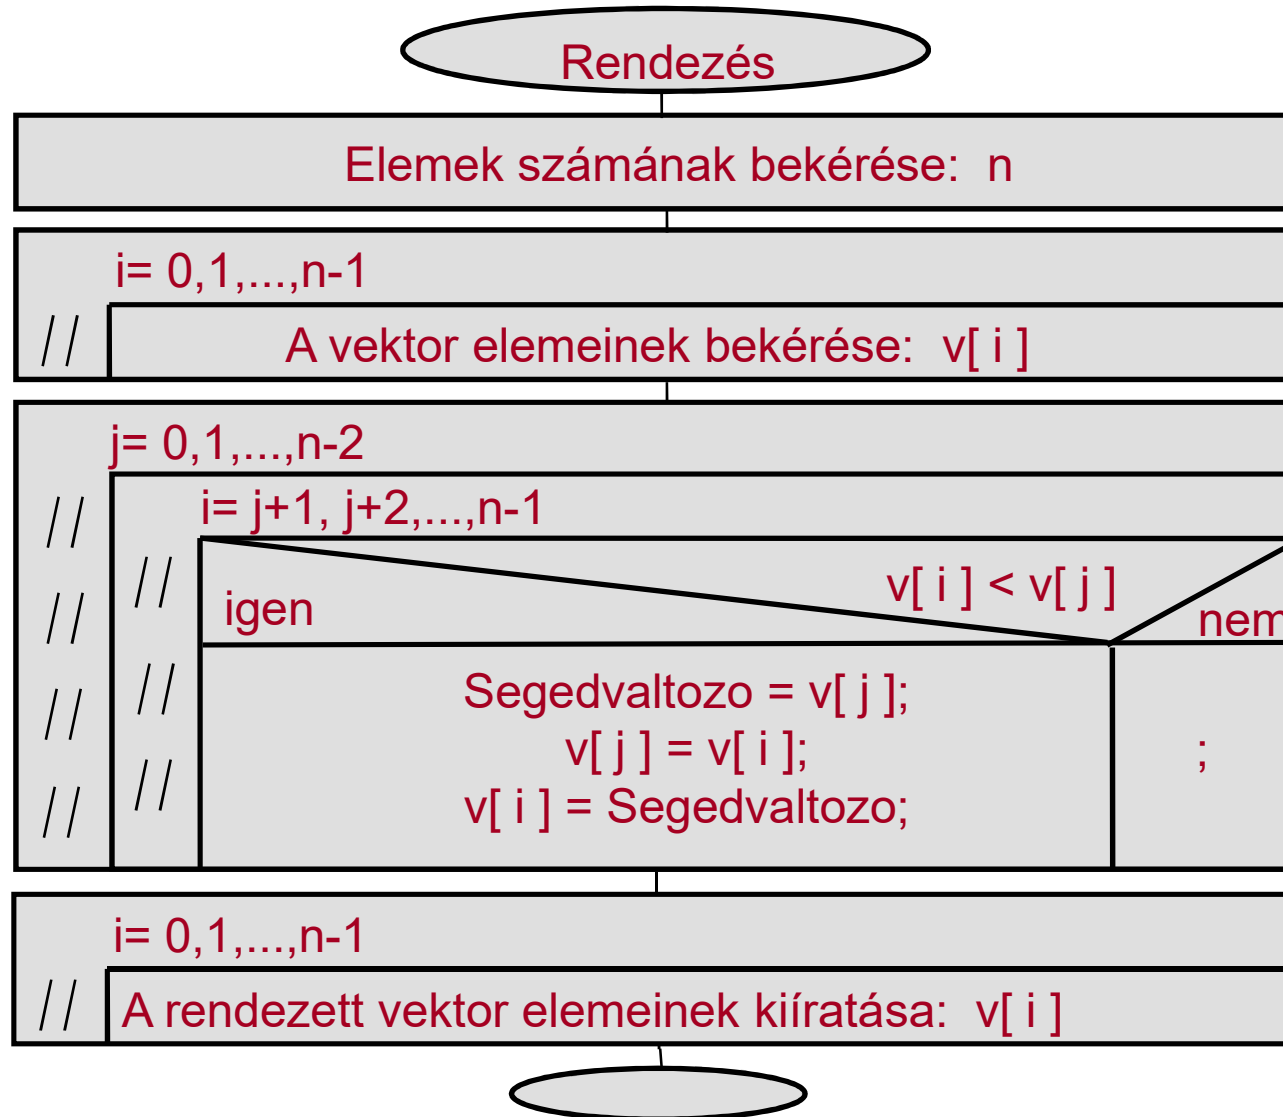 Rendezés
Elemek számának bekérése: n
i= 0,1,...,n-1
// A vektor elemeinek bekérése: v[ i ]
j= 0,1,...,n-2
// i= j+1, j+2,...,n-1
// v[ i ] < v[ j ]
// igen nem
// Segedvaltozo = v[ j ];
// v[ j ] = v[ i ]; ;
// // v[ i ] = Segedvaltozo;
i= 0,1,...,n-1
// A rendezett vektor elemeinek kiíratása: v[ i ]